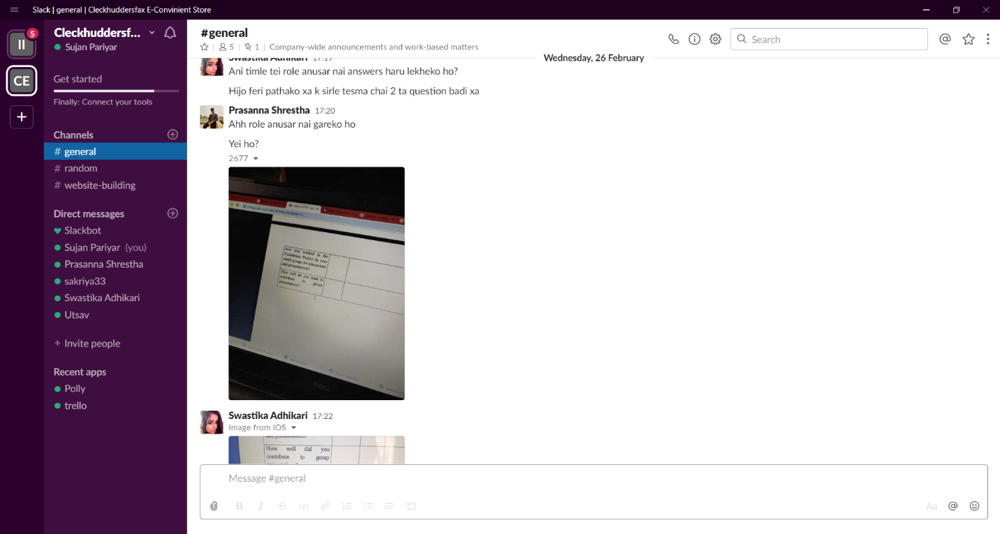 Slack | general | Cleckhuddersfax E-Convinient Store
II
5
CE
+
Cleckhuddersf...
Sujan Pariyar
Get started
Finally: Connect your tools
Channels
# general
# random
# website-building
Direct messages
Slackbot
Sujan Pariyar (you)
Prasanna Shrestha
sakriya33
Swastika Adhikari
Utsav
+ Invite people
Recent apps
Polly
trello
#general
5 | 1 | Company-wide announcements and work-based matters
Search
Wednesday, 26 February
Swastika Adhikari 17:19
Ani timle tei role anusar nai answers haru lekheko ho?
Hijo feri pathako xa k sirle tesma chai 2 ta question badi xa
Prasanna Shrestha 17:20
Ahh role anusar nai gareko ho
Yei ho?
2677
how you worked in the
Foundation Project in your
small groups for discussions
and presentations?
How well do you want to
contribute to group
presentations?
DELL
Swastika Adhikari 17:22
Image from iOS
and presentations?
How well did you
contribute to group
Message #general
B I S </> Aa @